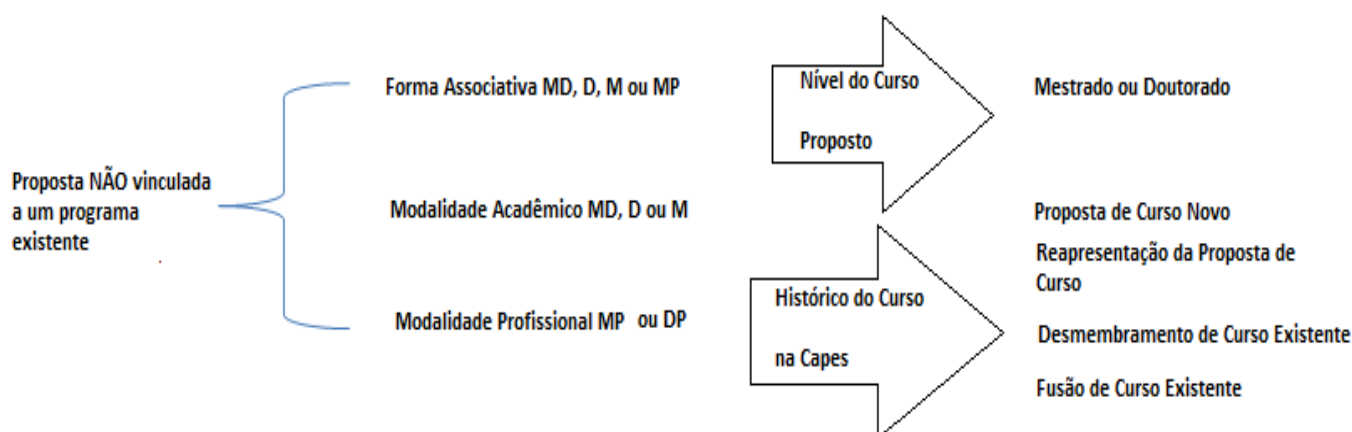 Proposta NÃO vinculada
a um programa
existente
Forma Associativa MD, D, M ou MP
Modalidade Acadêmico MD, D ou M
Modalidade Profissional MP ou DP
Nível do Curso
Proposto
Mestrado ou Doutorado
Histórico do Curso
na Capes
Proposta de Curso Novo
Reapresentação da Proposta de
Curso
Desmembramento de Curso Existente
Fusão de Curso Existente